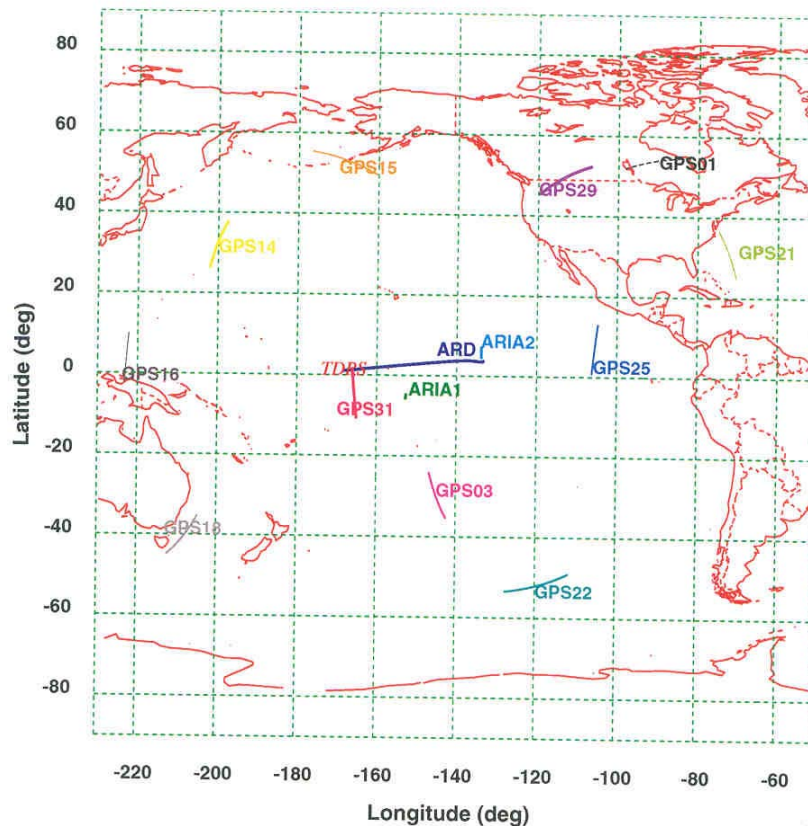 80
60
40
20
0
-20
-40
-60
-80
Latitude (deg)
GPS15
GPS01
GPS29
GPS14
GPS21
ARIA2
ARD
TDRS
GPS25
GPS16
ARIA1
GPS31
GPS03
GPS18
GPS22
-220
-200
-180
-160
-140
-120
-100
-80
-60
Longitude (deg)